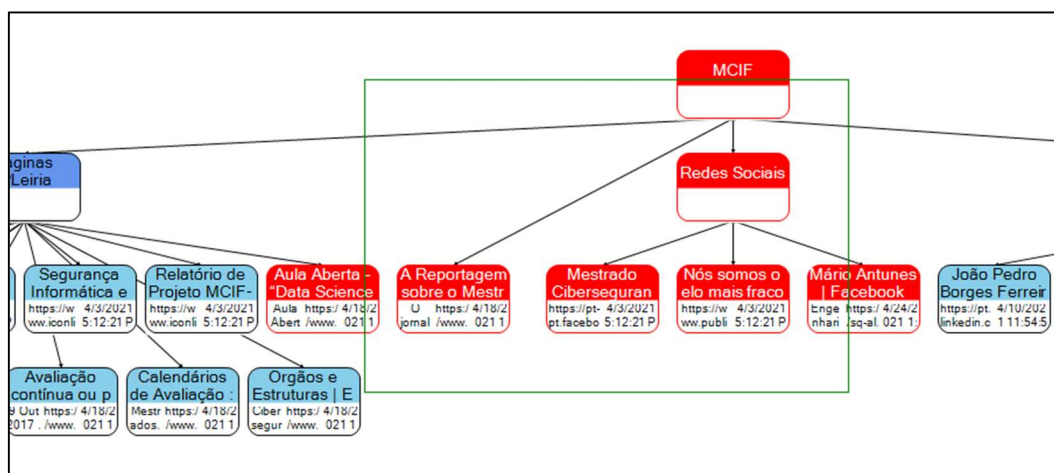 MCIF
aginas
Leiria
Redes Sociais
Segurança
Informática e
https://w 4/3/2021
ww.iconli 5:12:21 P
Relatório de
Projeto MCIF-
https://w 4/3/2021
ww.iconli 5:12:21 P
Aula Aberta -
“Data Science
Aula https:/ 4/18/2
Abert /www. 021 1
A Reportagem
sobre o Mestr
O https:/ 4/18/2
jornal /www. 021 1
Mestrado
Ciberseguran
https://pt- 4/3/2021
pt.facebo 5:12:21 P
Nós somos o
elo mais fraco
https://w 4/3/2021
ww.publi 5:12:21 P
Mário Antunes
| Facebook
Enge https:/ 4/24/2
nhari /sq-al. 021 1:
João Pedro
Borges Ferreir
https://pt. 4/10/202
linkedin.c 1 11:54:5
Avaliação
contínua ou p
9 Out https:/ 4/18/2
2017 . /www. 021 1
Calendários
de Avaliação :
Mestr https:/ 4/18/2
ados. /www. 021 1
Orgãos e
Estruturas | E
Ciber https:/ 4/18/2
segur /www. 021 1